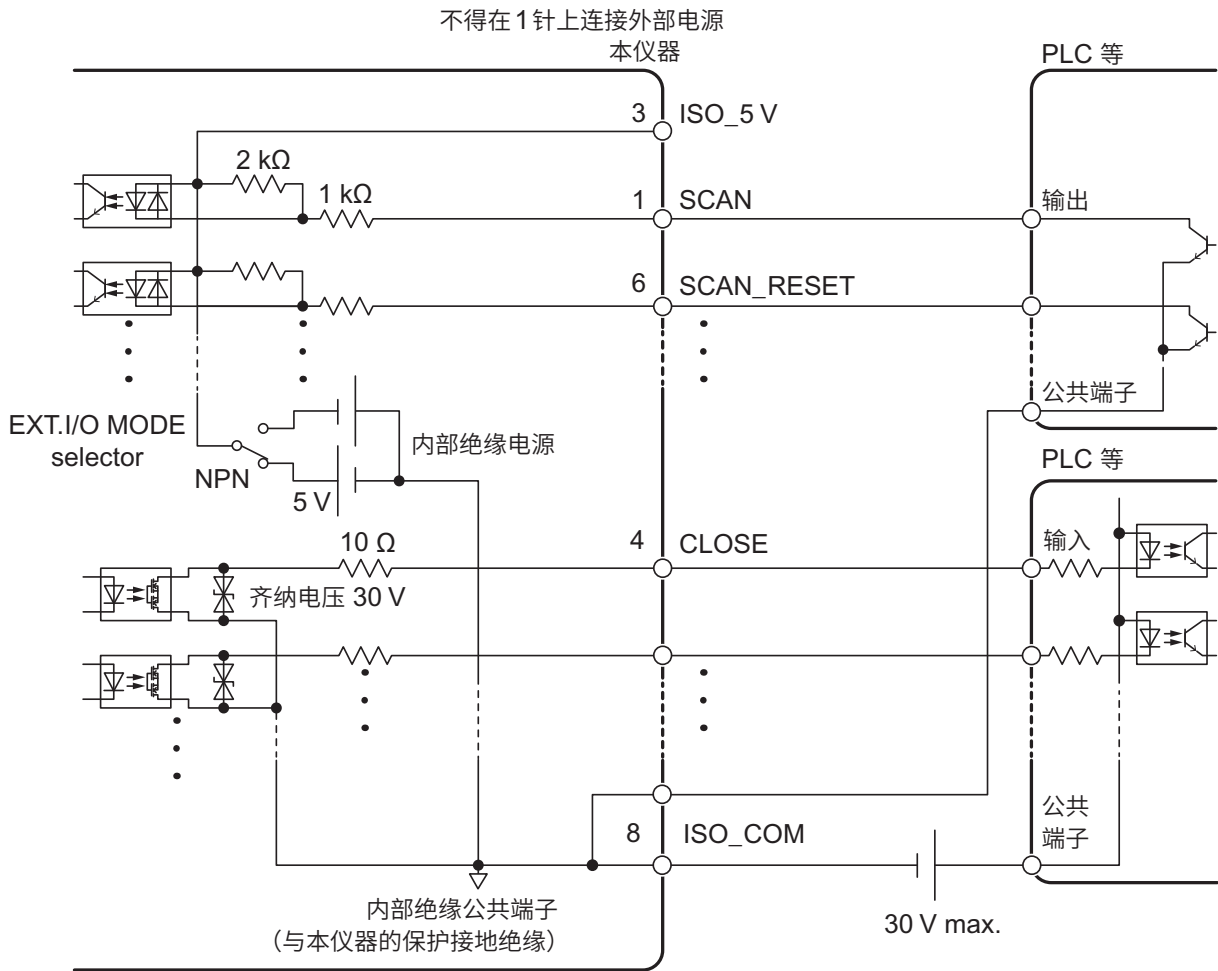 不得在1针上连接外部电源
本仪器
PLC 等
3 ISO_5 V
2 kΩ
1 kΩ
1 SCAN
输出
6 SCAN_RESET
公共端子
EXT.I/O MODE
selector
NPN
5 V
内部绝缘电源
PLC 等
10 Ω
4 CLOSE
输入
齐纳电压 30 V
公共
端子
8 ISO_COM
内部绝缘公共端子
（与本仪器的保护接地绝缘）
30 V max.